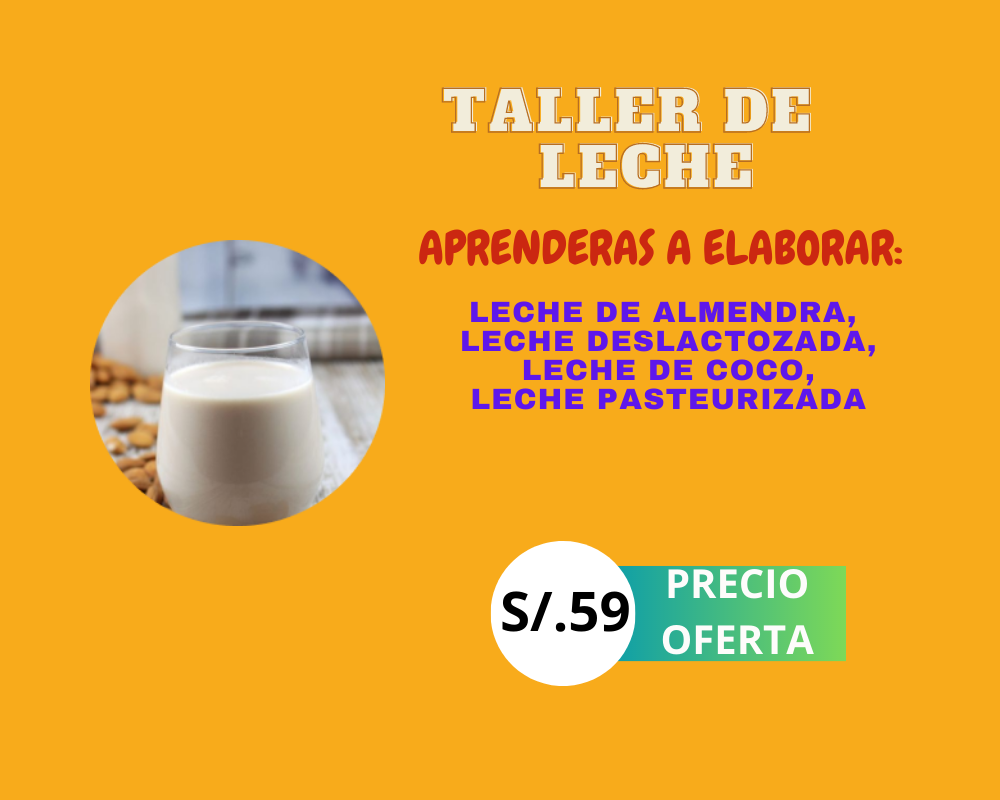 TALLER DE
LECHE
APRENDERAS A ELABORAR:
LECHE DE ALMENDRA,
LECHE DESLACTOZADA,
LECHE DE COCO,
LECHE PASTEURIZADA
S/.59
PRECIO
OFERTA